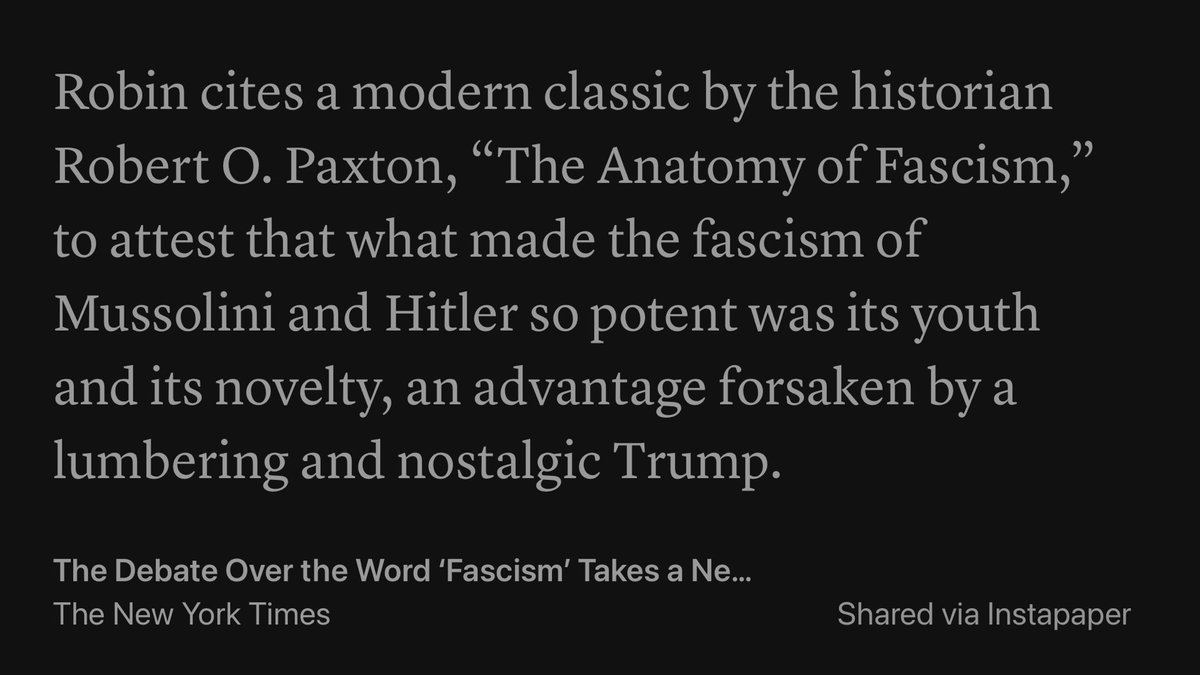 Robin cites a modern classic by the historian
Robert O. Paxton, “The Anatomy of Fascism,”
to attest that what made the fascism of
Mussolini and Hitler so potent was its youth
and its novelty, an advantage forsaken by a
lumbering and nostalgic Trump.
The Debate Over the Word ‘Fascism’ Takes a Ne...
The New York Times
Shared via Instapaper